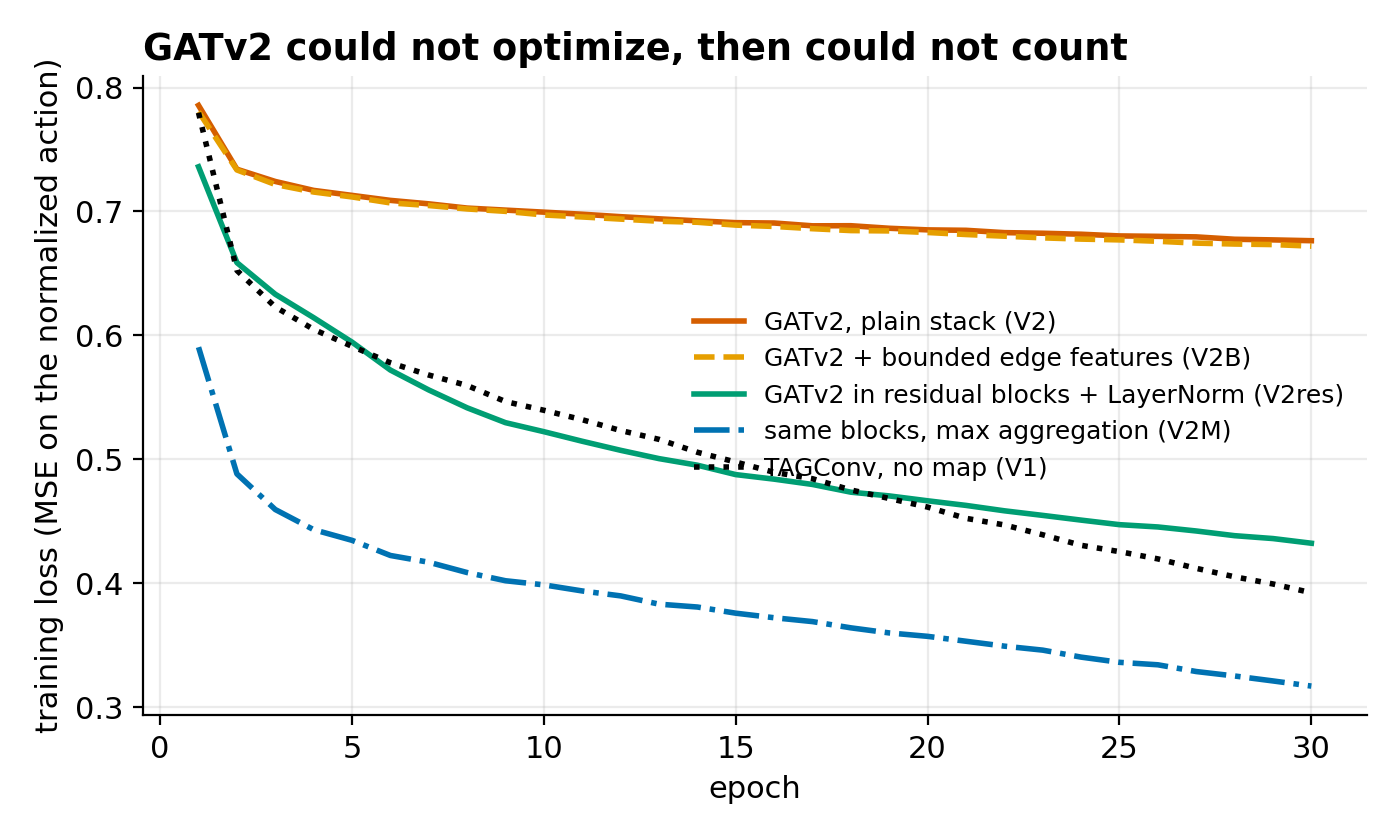 GATv2 could not optimize, then could not count
training loss (MSE on the normalized action)
0.8
0.7
0.6
0.5
0.4
0.3
GATv2, plain stack (V2)
GATv2 + bounded edge features (V2B)
GATv2 in residual blocks + LayerNorm (V2res)
same blocks, max aggregation (V2M)
TAGConv, no map (V1)
0 5 10 15 20 25 30
epoch